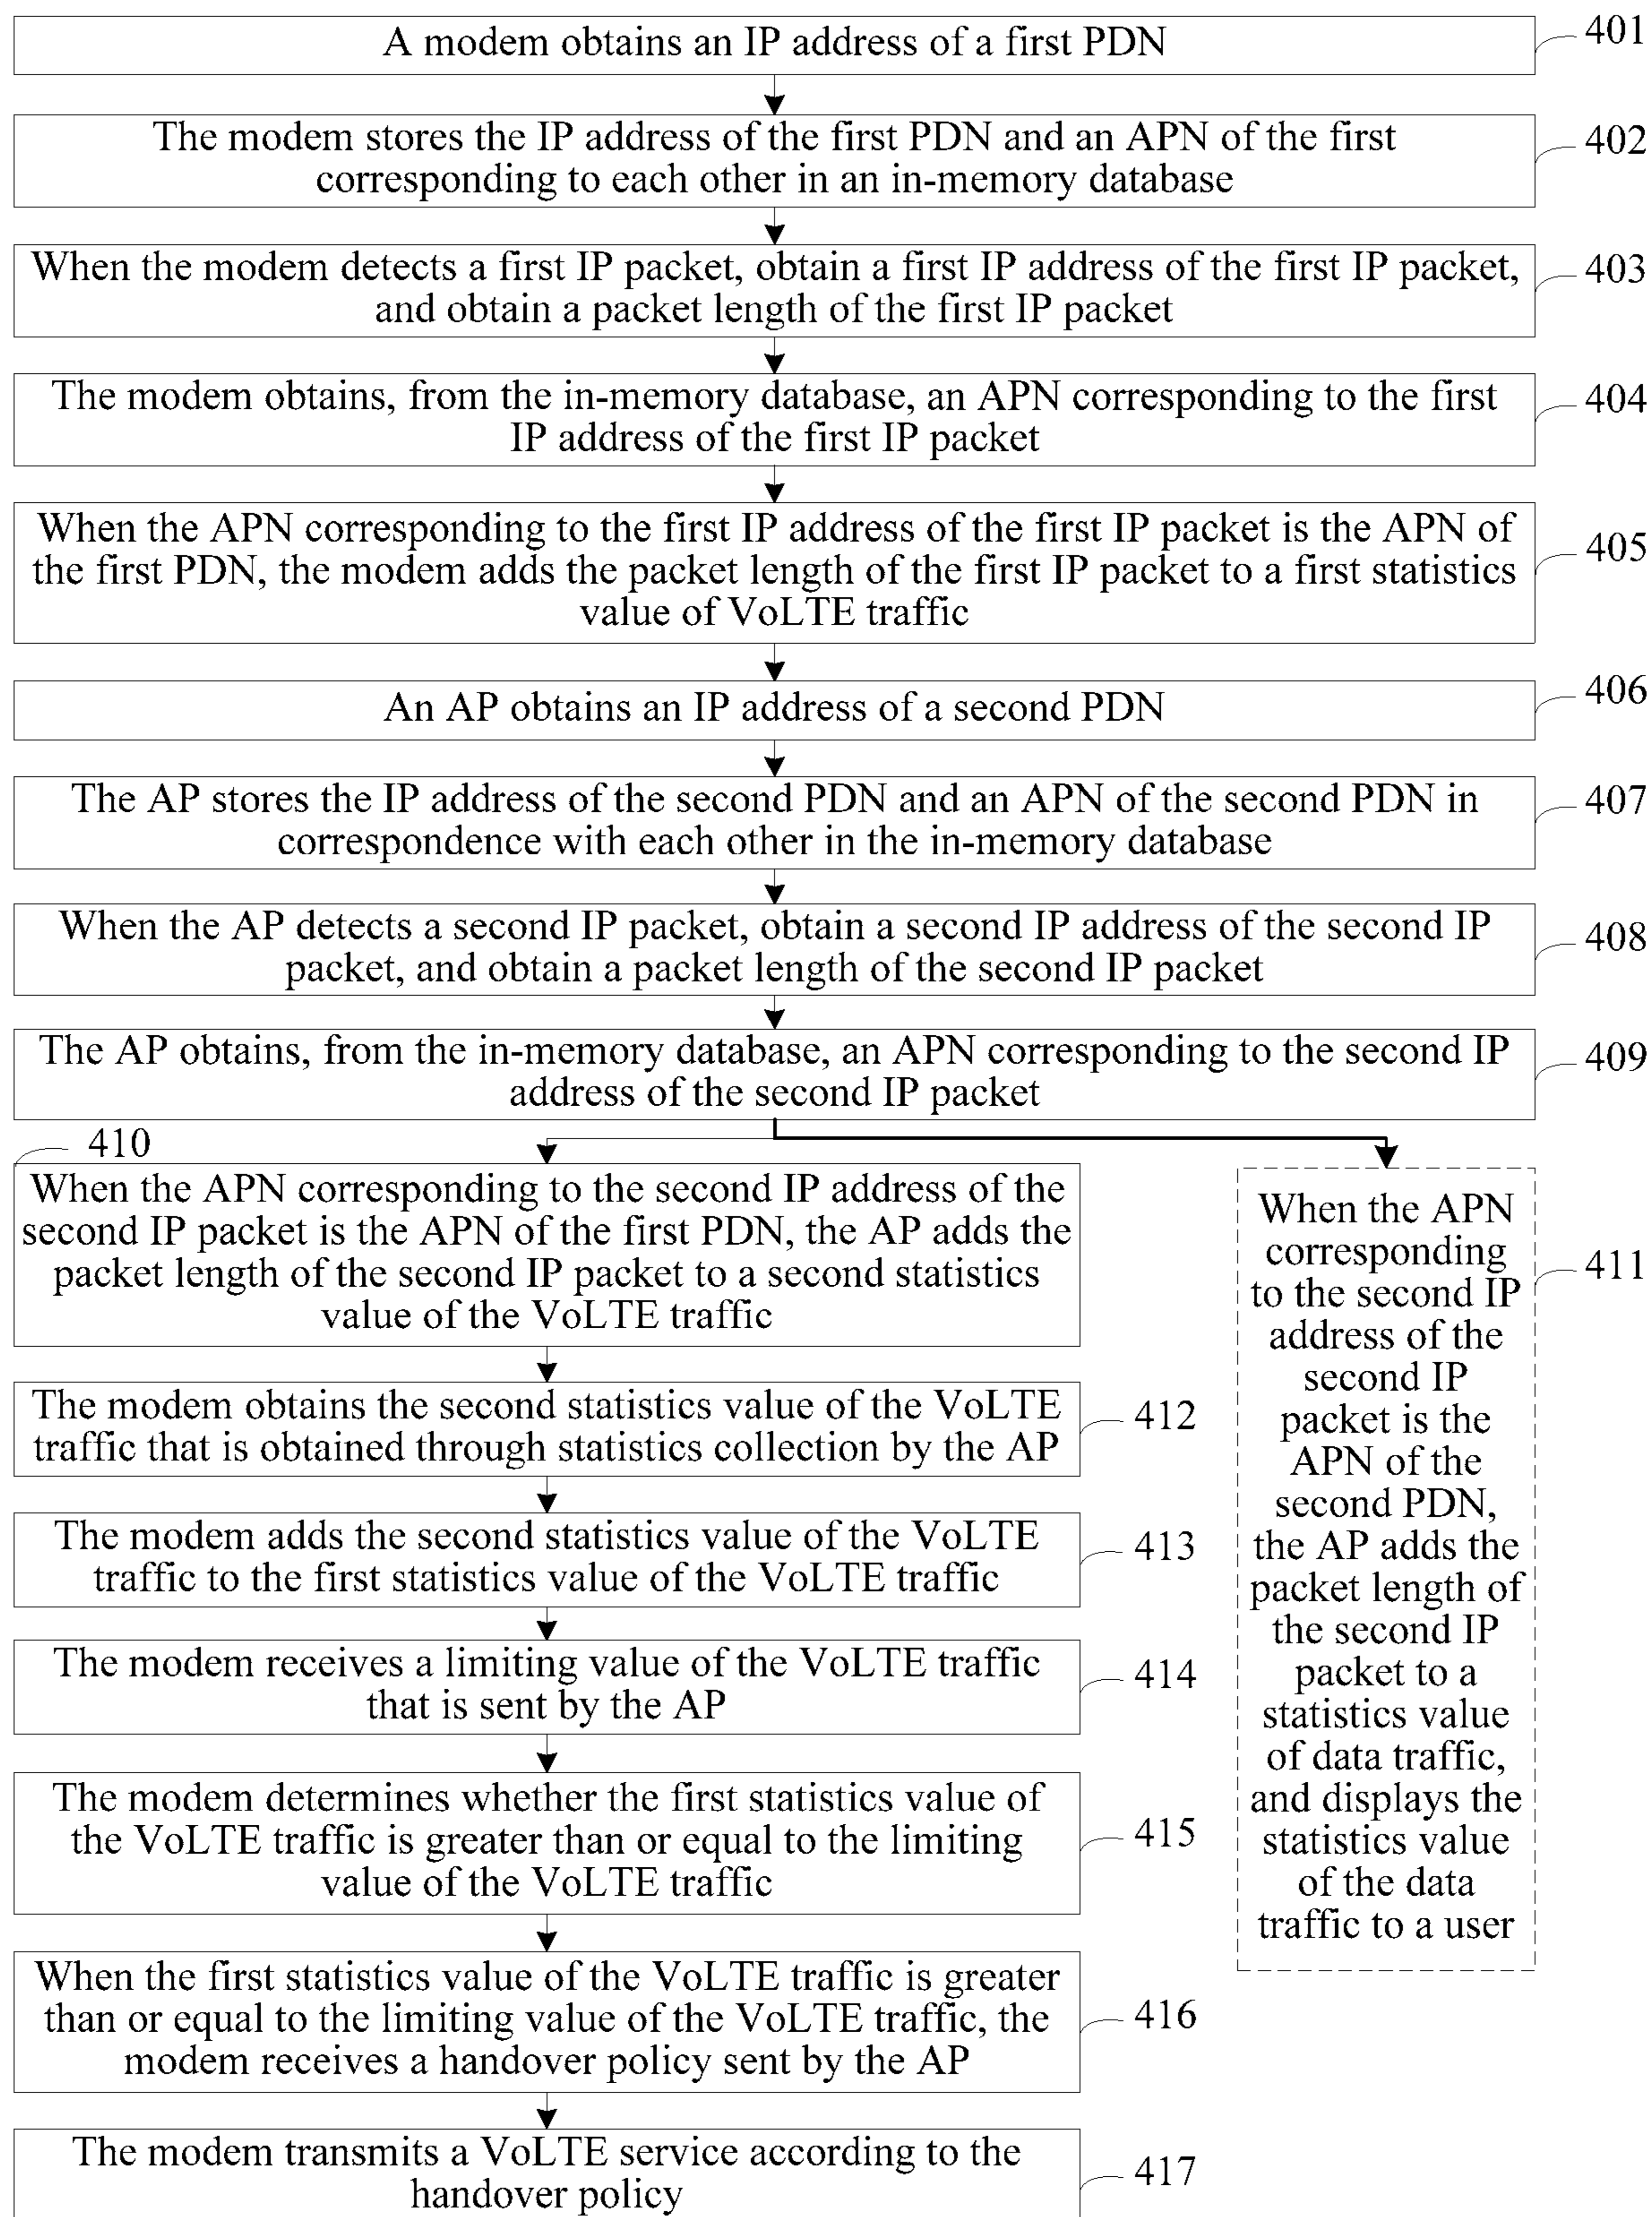 A modem obtains an IP address of a first PDN
401
The modem stores the IP address of the first PDN and an APN of the first
corresponding to each other in an in-memory database
402
When the modem detects a first IP packet, obtain a first IP address of the first IP packet,
and obtain a packet length of the first IP packet
403
The modem obtains, from the in-memory database, an APN corresponding to the first
IP address of the first IP packet
404
When the APN corresponding to the first IP address of the first IP packet is the APN of
the first PDN, the modem adds the packet length of the first IP packet to a first statistics
value of VoLTE traffic
405
An AP obtains an IP address of a second PDN
406
The AP stores the IP address of the second PDN and an APN of the second PDN in
correspondence with each other in the in-memory database
407
When the AP detects a second IP packet, obtain a second IP address of the second IP
packet, and obtain a packet length of the second IP packet
408
The AP obtains, from the in-memory database, an APN corresponding to the second IP
address of the second IP packet
409
410
When the APN corresponding to the second IP address of the
second IP packet is the APN of the first PDN, the AP adds the
packet length of the second IP packet to a second statistics
value of the VoLTE traffic
When the APN
corresponding
to the second IP
address of the
second IP
packet is the
APN of the
second PDN,
the AP adds the
packet length of
the second IP
packet to a
statistics value
of data traffic,
and displays the
statistics value
of the data
traffic to a user
411
The modem obtains the second statistics value of the VoLTE
traffic that is obtained through statistics collection by the AP
412
The modem adds the second statistics value of the VoLTE
traffic to the first statistics value of the VoLTE traffic
413
The modem receives a limiting value of the VoLTE traffic
that is sent by the AP
414
The modem determines whether the first statistics value of
the VoLTE traffic is greater than or equal to the limiting
value of the VoLTE traffic
415
When the first statistics value of the VoLTE traffic is greater
than or equal to the limiting value of the VoLTE traffic, the
modem receives a handover policy sent by the AP
416
The modem transmits a VoLTE service according to the
handover policy
417